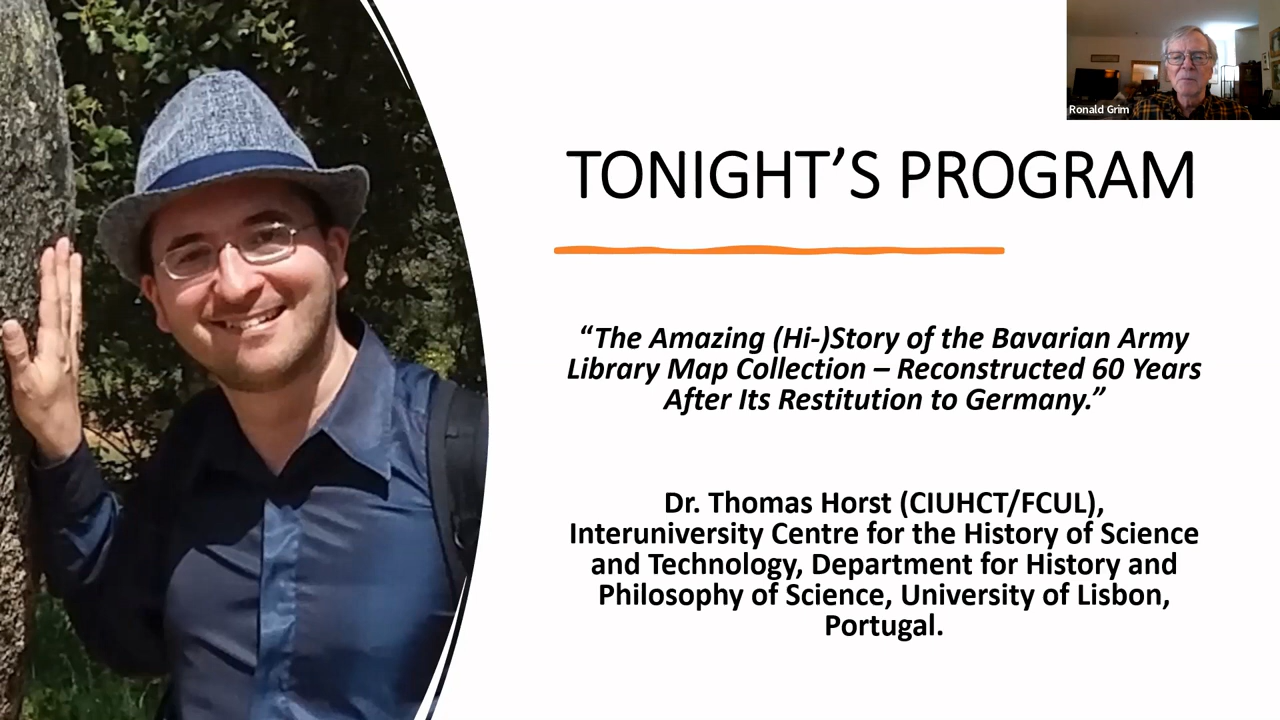 Ronald Grim
TONIGHT’S PROGRAM
“The Amazing (Hi-)Story of the Bavarian Army
Library Map Collection – Reconstructed 60 Years
After Its Restitution to Germany.”
Dr. Thomas Horst (CIUHCT/FCUL),
Interuniversity Centre for the History of Science
and Technology, Department for History and
Philosophy of Science, University of Lisbon,
Portugal.